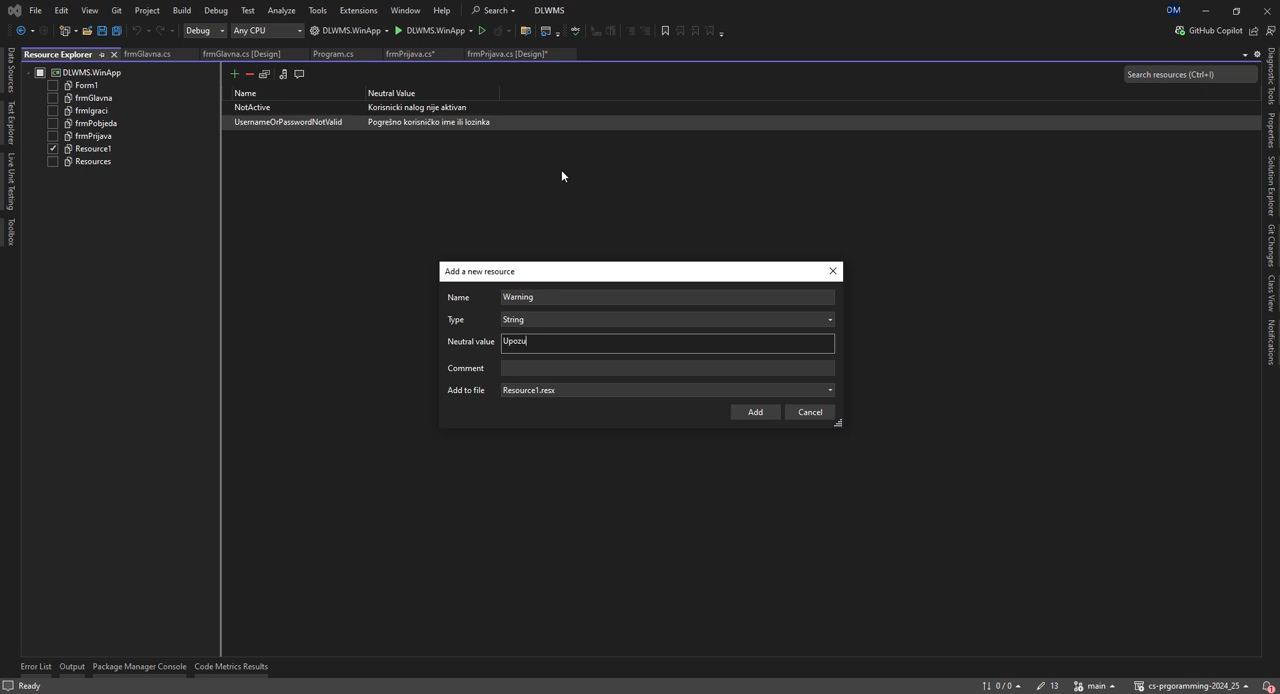 File Edit View Git Project Build Debug Test Analyze Tools Extensions Window Help Search DLWMS OM
Debug Any CPU DLWMS.WinApp DLWMS.WinApp GitHub Copilot
Resource Explorer frmGlavna.cs frmGlavna.cs [Design] Program.cs frmPrijava.cs* frmPrijava.cs [Design]*
Data Sources
Test Explorer
Live Unit Testing
Toolbox
DLWMS.WinApp
Form1
frmGlavna
frmIgraci
frmPobjeda
frmPrijava
Resource1
Resources
Search resources (Ctrl+I)
Name Neutral Value
NotActive Korisnicki nalog nije aktivan
UsernameOrPasswordNotValid Pogrešno korisničko ime ili lozinka
Add a new resource
Name Warning
Type String
Neutral value Upozu
Comment
Add to file Resource1.resx
Add Cancel
Diagnostic Tools
Properties
Solution Explorer
Git Changes
Class View
Notifications
Error List Output Package Manager Console Code Metrics Results
Ready 0 / 0 13 main cs-prgoramming-2024_25 1